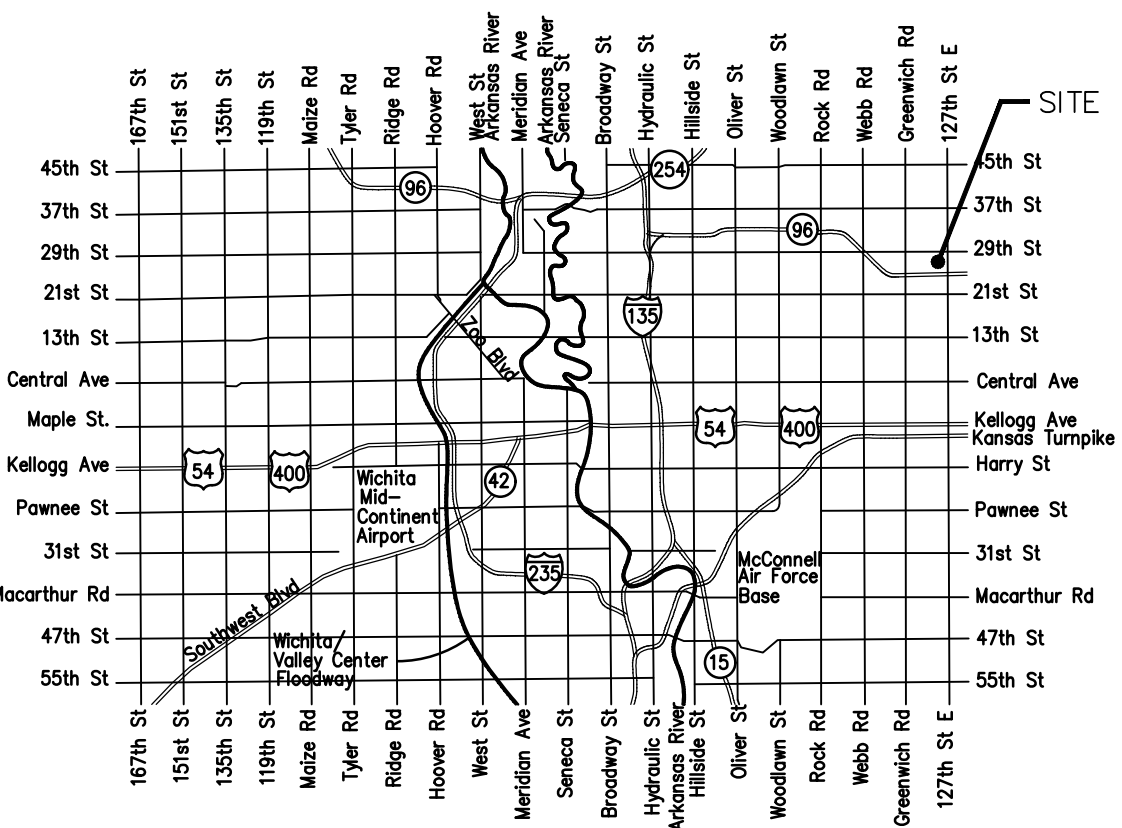 167th St
151st St
135th St
119th St
Maize Rd
Tyler Rd
Ridge Rd
Hoover Rd
West St
Arkansas River
Meridian Ave
Arkansas River
Seneca St
Broadway St
Hydraulic St
Hillside St
Oliver St
Woodlawn St
Rock Rd
Webb Rd
Greenwich Rd
127th St E
SITE
45th St
254
45th St
96
37th St
37th St
96
29th St
29th St
21st St
21st St
135
13th St
Zoo Blvd
13th St
Central Ave
Central Ave
Maple St.
54
400
Kellogg Ave
Kansas Turnpike
Kellogg Ave
54
400
Harry St
Wichita
Mid-
Continent
Airport
42
Pawnee St
Pawnee St
31st St
31st St
235
McConnell
Air Force
Base
Macarthur Rd
Macarthur Rd
Southwest Blvd
47th St
47th St
Wichita/
Valley Center
Floodway
15
55th St
55th St
167th St
151st St
135th St
119th St
Maize Rd
Tyler Rd
Ridge Rd
Hoover Rd
West St
Meridian Ave
Seneca St
Broadway St
Hydraulic St
Arkansas River
Hillside St
Oliver St
Woodlawn St
Rock Rd
Webb Rd
Greenwich Rd
127th St E